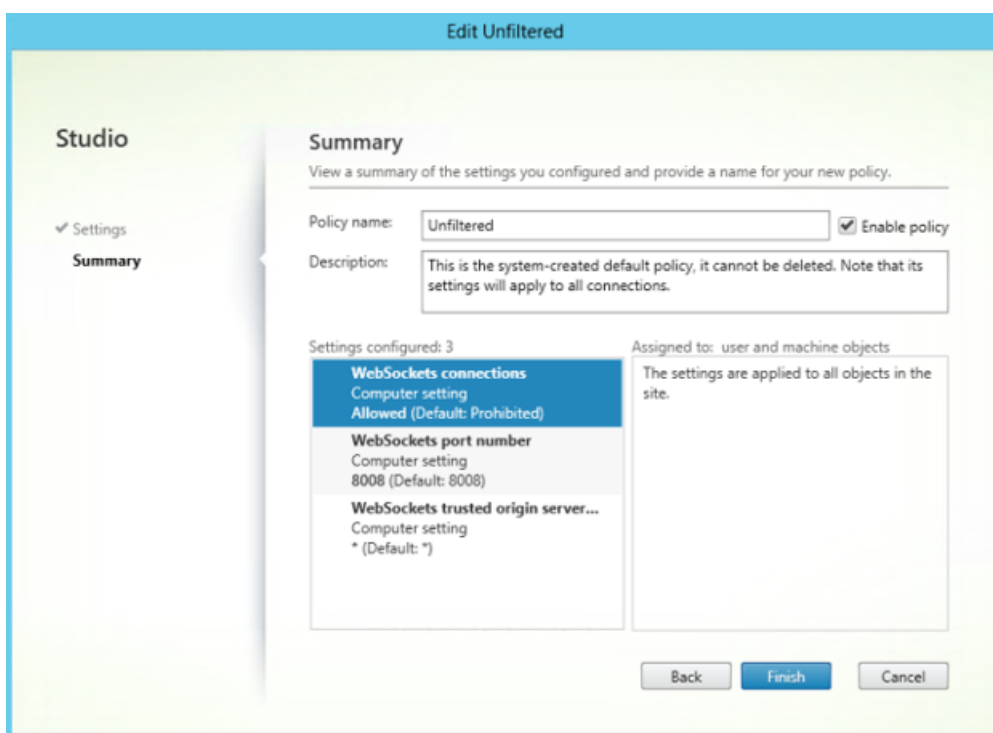 Edit Unfiltered
Studio
Settings
Summary
Summary
View a summary of the settings you configured and provide a name for your new policy.
Policy name:
Unfiltered
Enable policy
Description:
This is the system-created default policy, it cannot be deleted. Note that its
settings will apply to all connections.
Settings configured: 3
WebSockets connections
Computer setting
Allowed (Default: Prohibited)
WebSockets port number
Computer setting
8008 (Default: 8008)
WebSockets trusted origin server...
Computer setting
* (Default: *)
Assigned to: user and machine objects
The settings are applied to all objects in the
site.
Back
Finish
Cancel